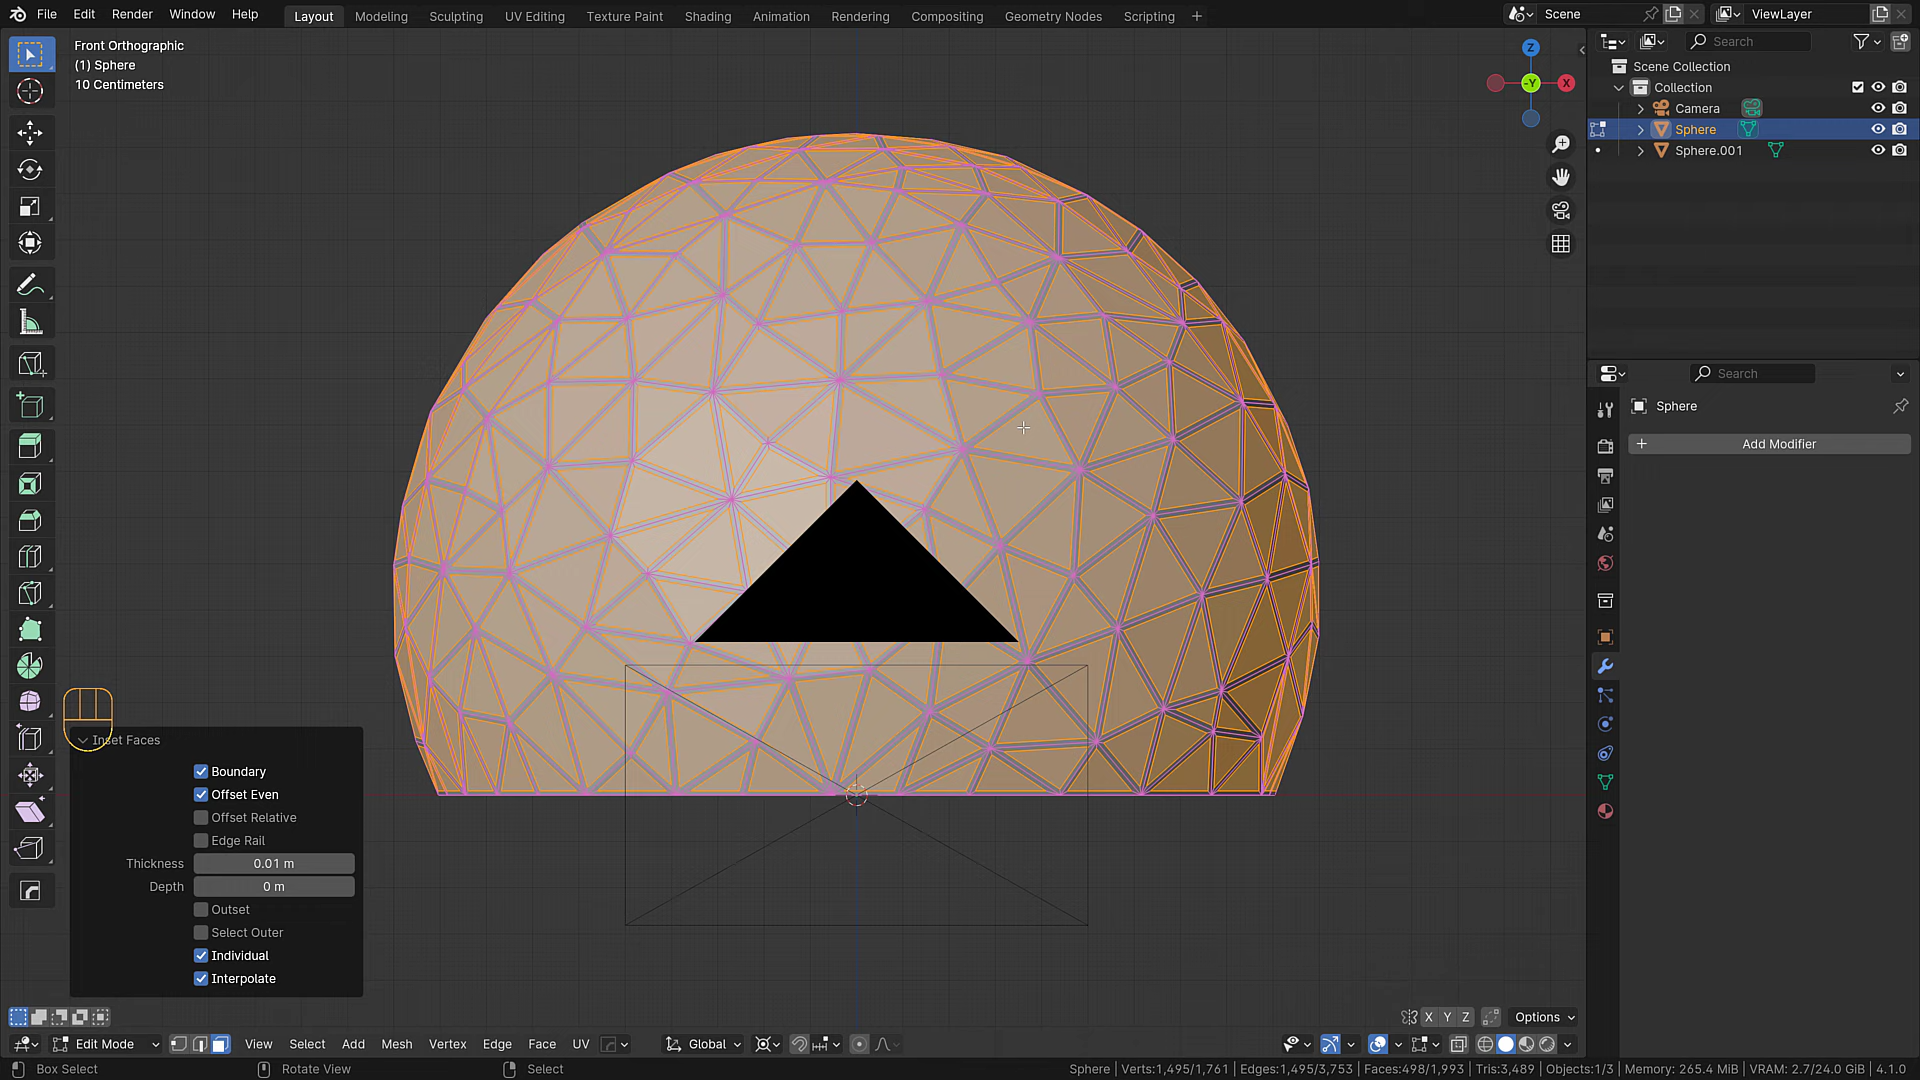 File Edit Render Window Help Layout Modeling Sculpting UV Editing Texture Paint Shading Animation Rendering Compositing Geometry Nodes Scripting + Scene ViewLayer
Front Orthographic
(1) Sphere
10 Centimeters
Z
-Y
X
Search
Scene Collection
Collection
Camera
Sphere
Sphere.001
Search
Sphere
+ Add Modifier
Inset Faces
Boundary
Offset Even
Offset Relative
Edge Rail
Thickness 0.01 m
Depth 0 m
Outset
Select Outer
Individual
Interpolate
X Y Z Options
Edit Mode View Select Add Mesh Vertex Edge Face UV Global
Box Select Rotate View Select Sphere | Verts:1,495/1,761 | Edges:1,495/3,753 | Faces:498/1,993 | Tris:3,489 | Objects:1/3 | Memory: 265.4 MiB | VRAM: 2.7/24.0 GiB | 4.1.0